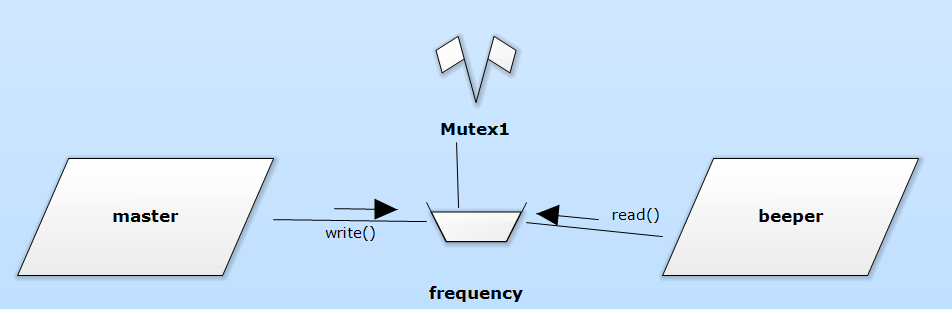 Mutex1
master
write()
read()
beeper
frequency